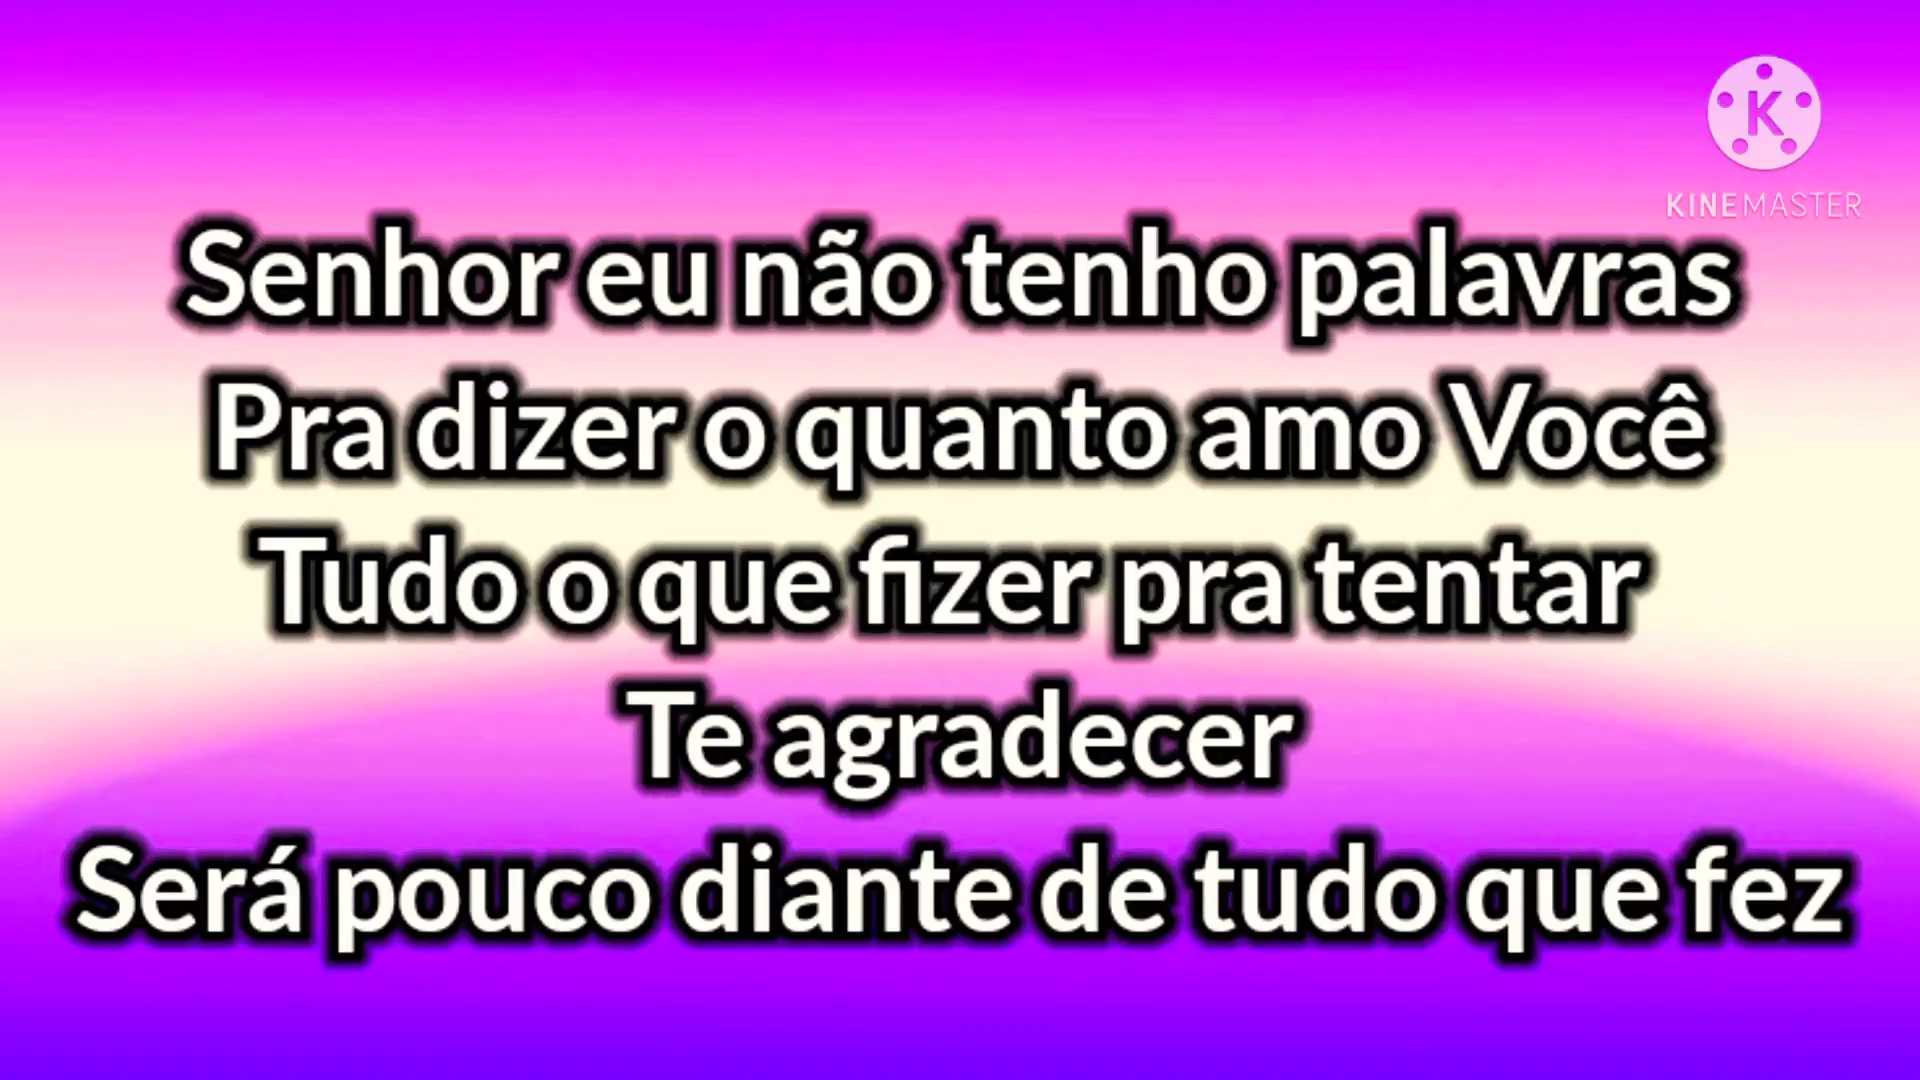 K
KINEMASTER
Senhor eu não tenho palavras
Pra dizer o quanto amo Você
Tudo o que fizer pra tentar
Te agradecer
Será pouco diante de tudo que fez